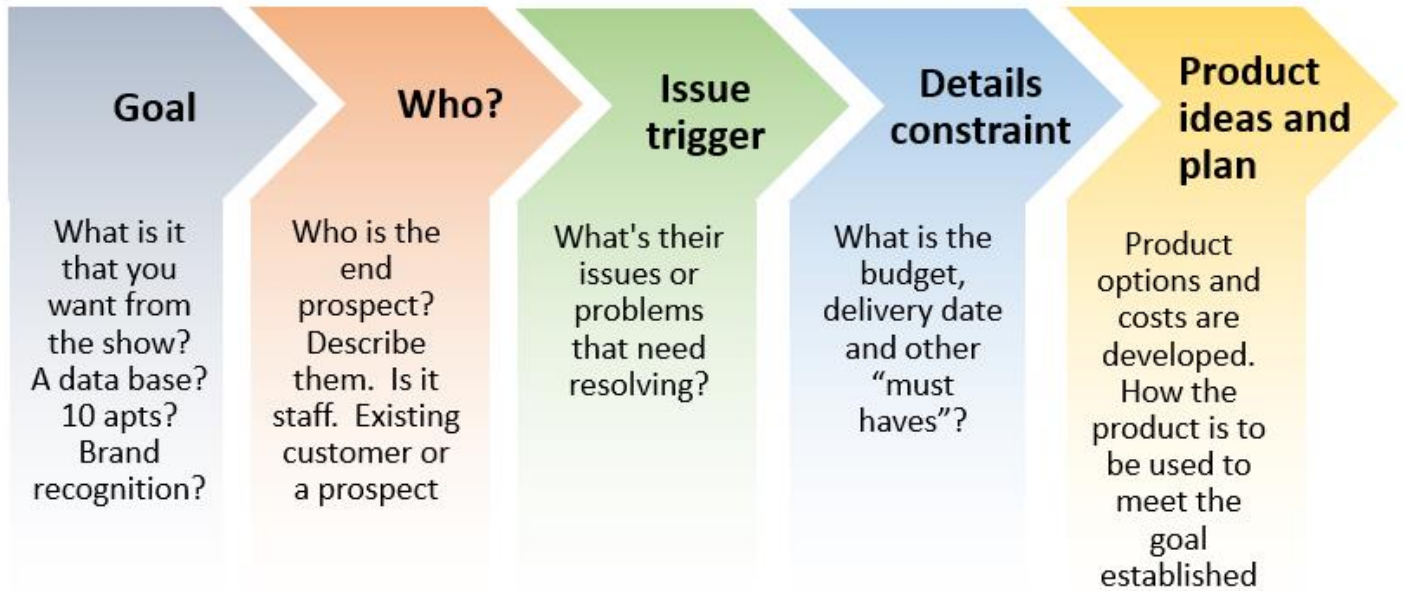 Goal
What is it
that you
want from
the show?
A data base?
10 apts?
Brand
recognition?
Who?
Who is the
end
prospect?
Describe
them.  Is it
staff.  Existing
customer or
a prospect
Issue
trigger
What's their
issues or
problems
that need
resolving?
Details
constraint
What is the
budget,
delivery date
and other
“must
haves”?
Product
ideas and
plan
Product
options and
costs are
developed.
How the
product is to
be used to
meet the
goal
established